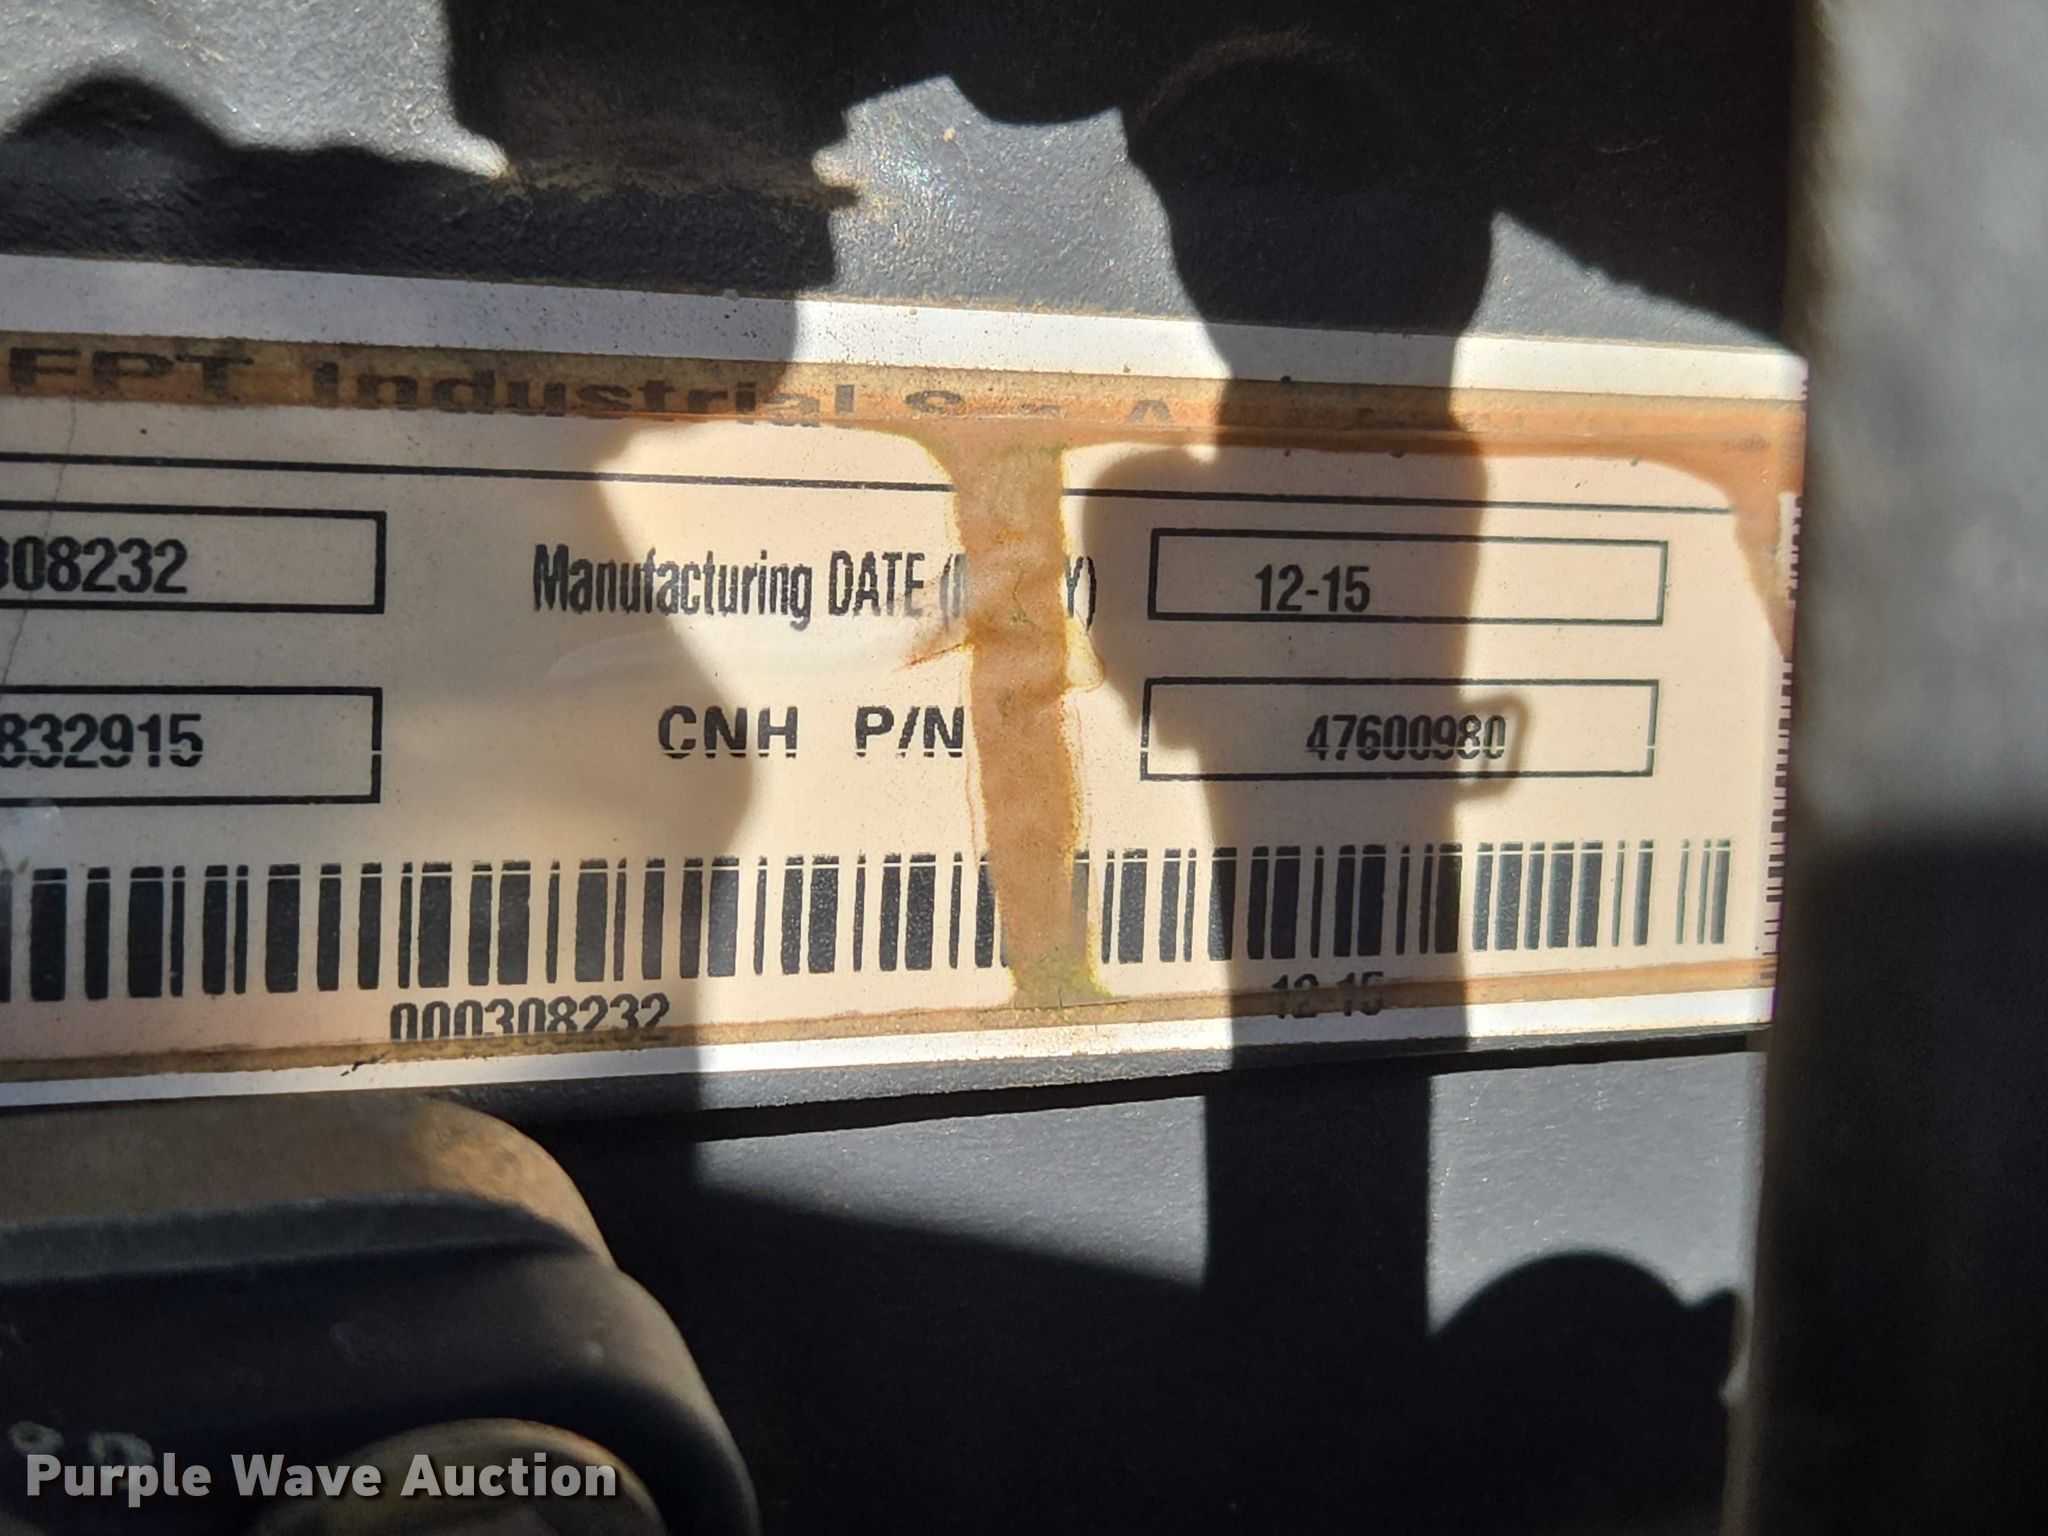 FPT Industrial S.p.A.
308232 Manufacturing DATE (M Y) 12-15
832915 CNH P/N 47600980
000308232 12-15
Purple Wave Auction